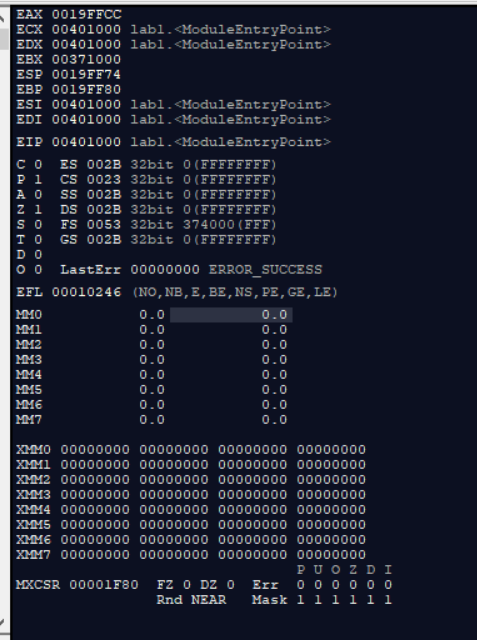 EAX 0019FFCC
ECX 00401000 lab1.<ModuleEntryPoint>
EDX 00401000 lab1.<ModuleEntryPoint>
EBX 00371000
ESP 0019FF74
EBP 0019FF80
ESI 00401000 lab1.<ModuleEntryPoint>
EDI 00401000 lab1.<ModuleEntryPoint>
EIP 00401000 lab1.<ModuleEntryPoint>
C 0 ES 002B 32bit 0(FFFFFFFF)
P 1 CS 0023 32bit 0(FFFFFFFF)
A 0 SS 002B 32bit 0(FFFFFFFF)
Z 1 DS 002B 32bit 0(FFFFFFFF)
S 0 FS 0053 32bit 374000(FFF)
T 0 GS 002B 32bit 0(FFFFFFFF)
D 0
O 0 LastErr 00000000 ERROR_SUCCESS
EFL 00010246 (NO,NB,E,BE,NS,PE,GE,LE)
MM0 0.0 0.0
MM1 0.0 0.0
MM2 0.0 0.0
MM3 0.0 0.0
MM4 0.0 0.0
MM5 0.0 0.0
MM6 0.0 0.0
MM7 0.0 0.0
XMM0 00000000 00000000 00000000 00000000
XMM1 00000000 00000000 00000000 00000000
XMM2 00000000 00000000 00000000 00000000
XMM3 00000000 00000000 00000000 00000000
XMM4 00000000 00000000 00000000 00000000
XMM5 00000000 00000000 00000000 00000000
XMM6 00000000 00000000 00000000 00000000
XMM7 00000000 00000000 00000000 00000000
P U O Z D I
MXCSR 00001F80 FZ 0 DZ 0 Err 0 0 0 0 0 0
Rnd NEAR Mask 1 1 1 1 1 1